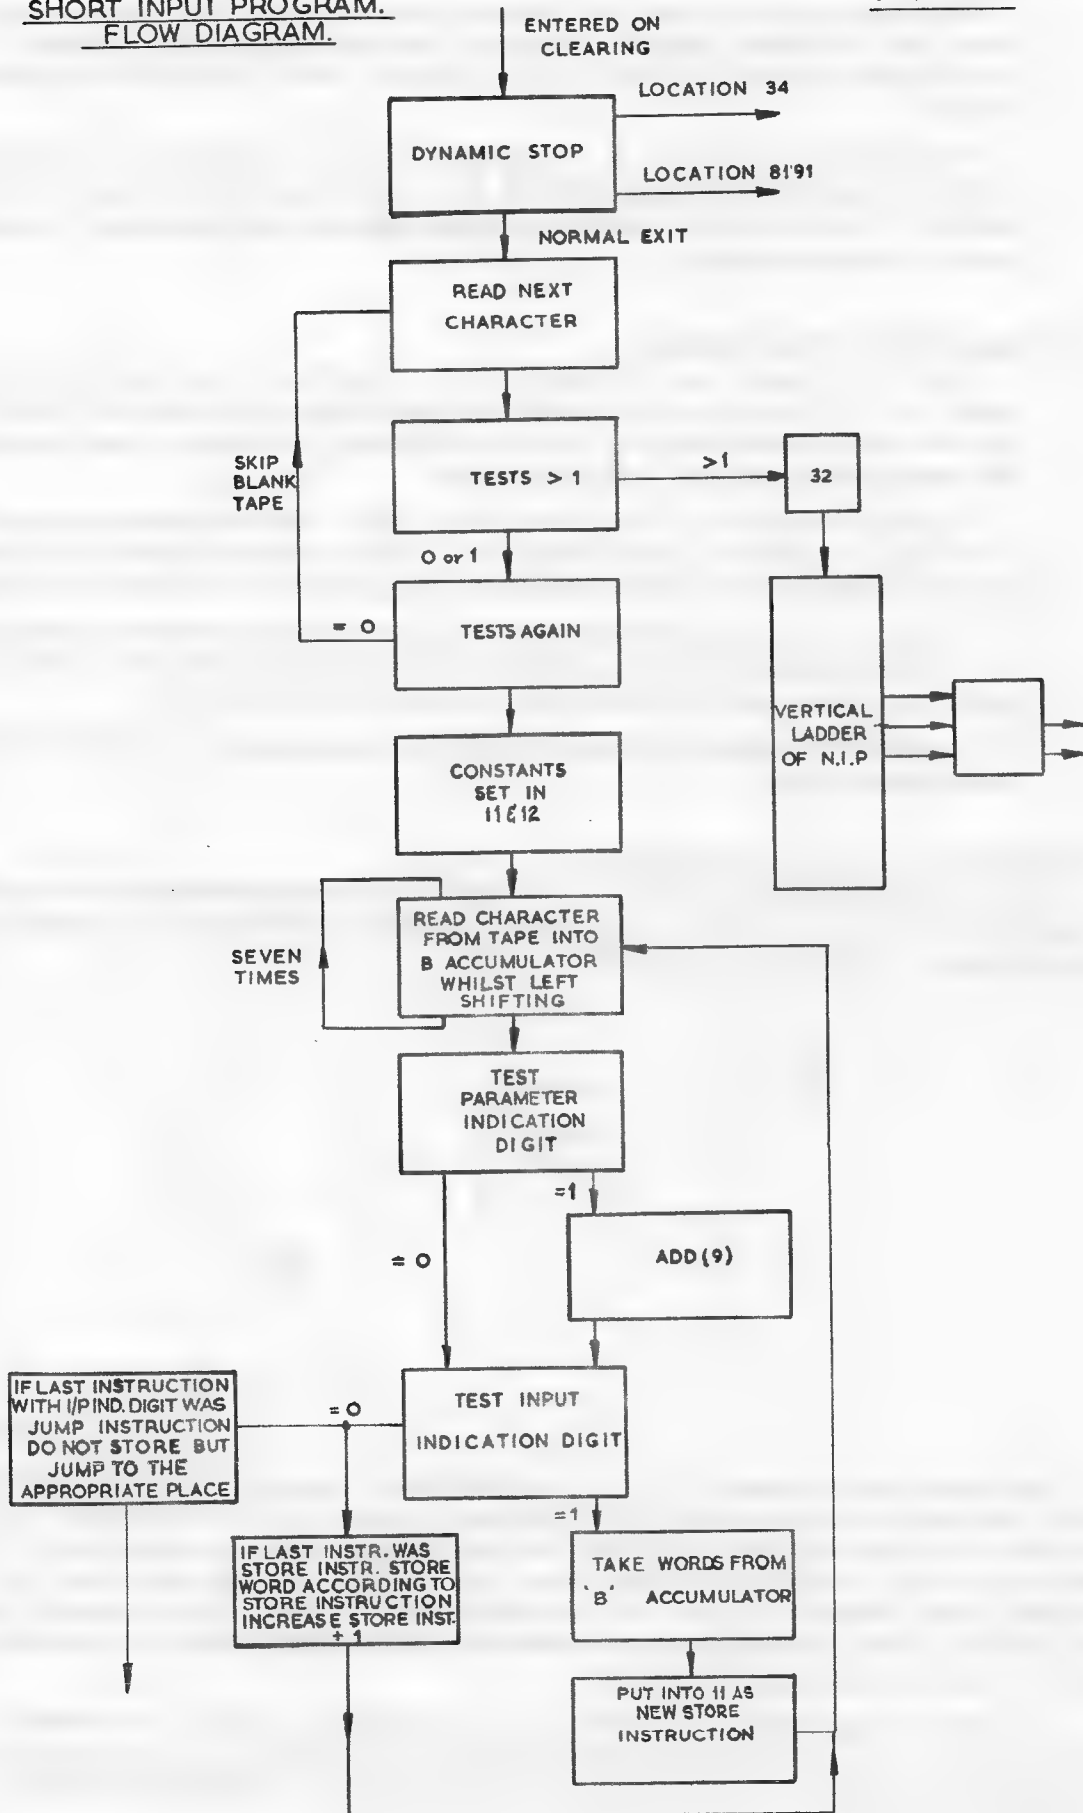 SHORT INPUT PROGRAM.
FLOW DIAGRAM.
ENTERED ON
CLEARING
LOCATION 34
DYNAMIC STOP
LOCATION 81'91
NORMAL EXIT
READ NEXT
CHARACTER
SKIP
BLANK
TAPE
TESTS > 1
>1
32
0 or 1
= 0
TESTS AGAIN
VERTICAL
LADDER
OF N.I.P
CONSTANTS
SET IN
11 & 12
SEVEN
TIMES
READ CHARACTER
FROM TAPE INTO
B ACCUMULATOR
WHILST LEFT
SHIFTING
TEST
PARAMETER
INDICATION
DIGIT
=1
= 0
ADD (9)
IF LAST INSTRUCTION
WITH I/P IND. DIGIT WAS
JUMP INSTRUCTION
DO NOT STORE BUT
JUMP TO THE
APPROPRIATE PLACE
=0
TEST INPUT
INDICATION DIGIT
=1
IF LAST INSTR. WAS
STORE INSTR. STORE
WORD ACCORDING TO
STORE INSTRUCTION
INCREASE STORE INST.
+ 1
TAKE WORDS FROM
'B' ACCUMULATOR
PUT INTO 11 AS
NEW STORE
INSTRUCTION